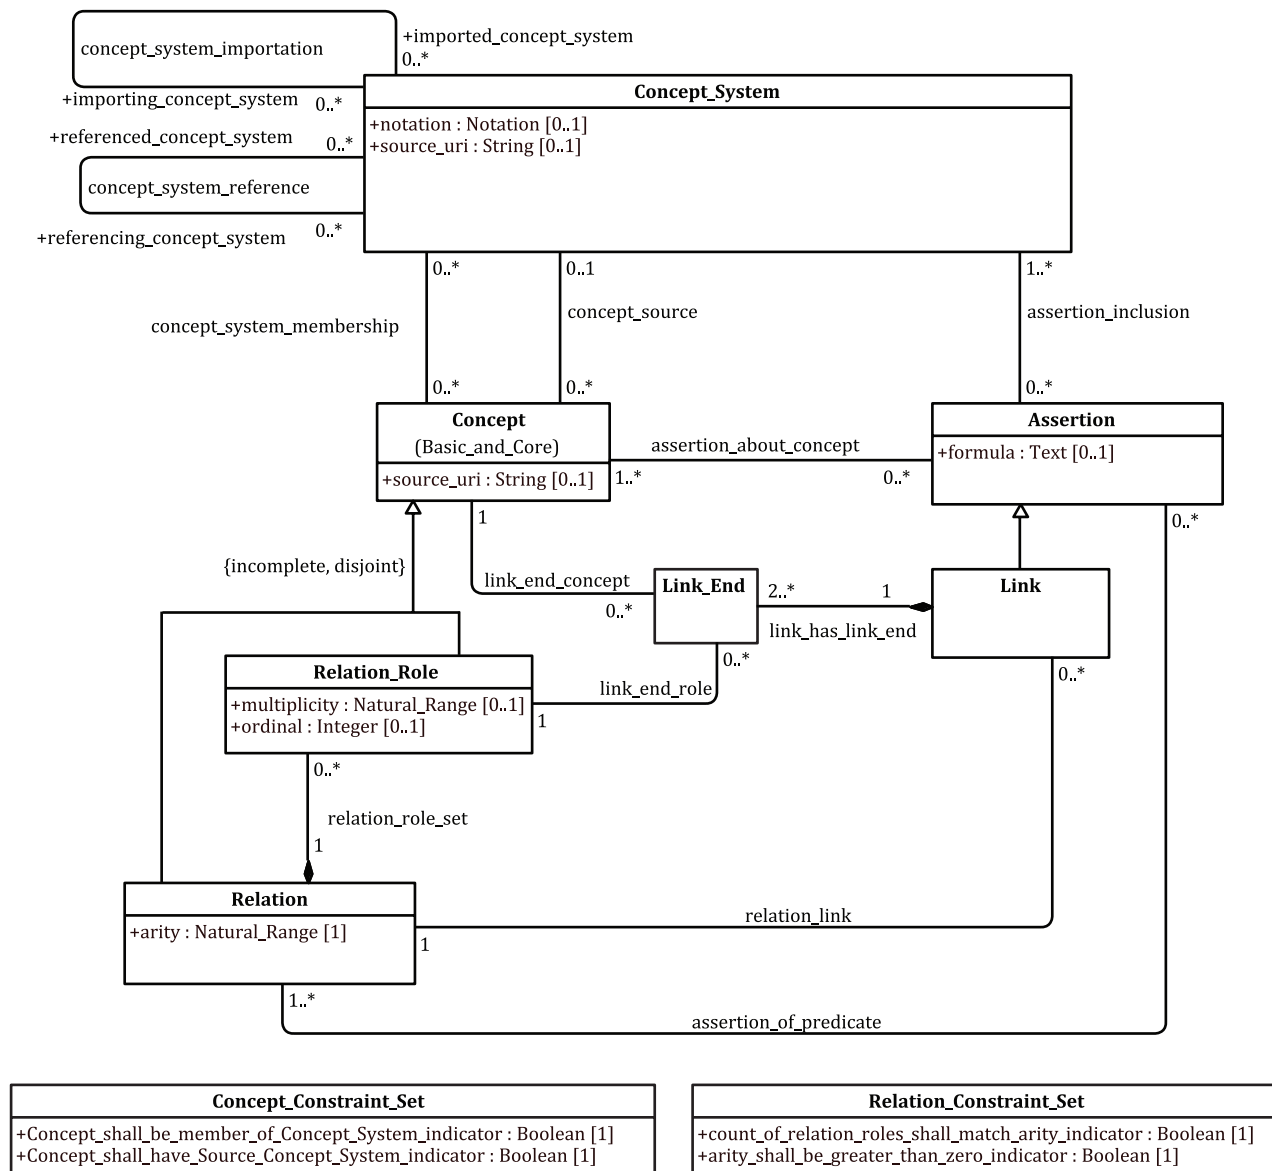 concept_system_importation
+imported_concept_system
0..*
+importing_concept_system 0..*
+referenced_concept_system 0..*
concept_system_reference
+referencing_concept_system 0..*
Concept_System
+notation : Notation [0..1]
+source_uri : String [0..1]
0..*
0..1
1..*
concept_system_membership
concept_source
assertion_inclusion
0..*
0..*
0..*
Concept
(Basic_and_Core)
+source_uri : String [0..1]
assertion_about_concept
1..*
0..*
Assertion
+formula : Text [0..1]
1
0..*
{incomplete, disjoint}
link_end_concept
0..*
Link_End
2..*
1
link_has_link_end
Link
0..*
0..*
Relation_Role
+multiplicity : Natural_Range [0..1]
+ordinal : Integer [0..1]
link_end_role
1
0..*
relation_role_set
1
Relation
+arity : Natural_Range [1]
relation_link
1
1..*
assertion_of_predicate
Concept_Constraint_Set
+Concept_shall_be_member_of_Concept_System_indicator : Boolean [1]
+Concept_shall_have_Source_Concept_System_indicator : Boolean [1]
Relation_Constraint_Set
+count_of_relation_roles_shall_match_arity_indicator : Boolean [1]
+arity_shall_be_greater_than_zero_indicator : Boolean [1]